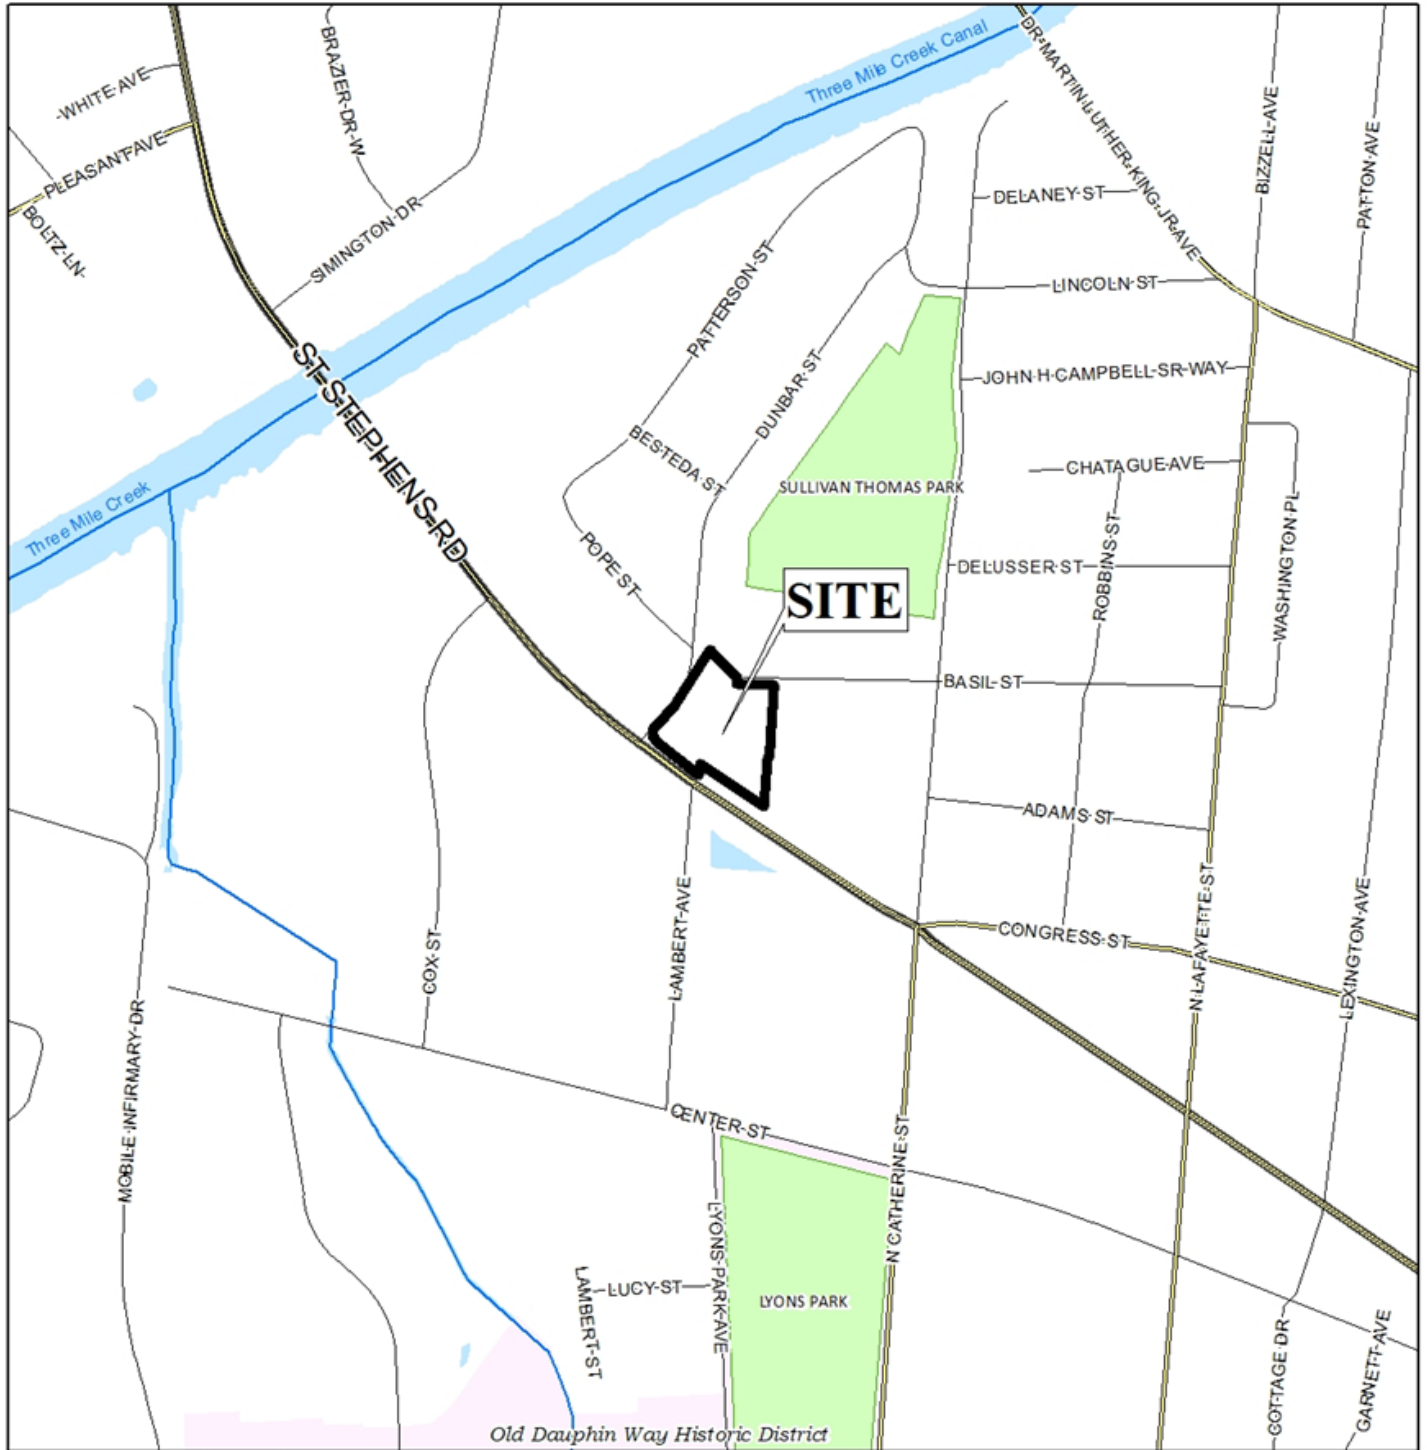 Three Mile Creek Canal
DR MARTIN LUTHER KING JR AVE
BRAZIER DR W
WHITE AVE
BIZZELL AVE
PATTON AVE
PLEASANT AVE
DELANEY ST
BOLTZ LN
SIMINGTON DR
PATTERSON ST
LINCOLN ST
ST STEPHENS RD
DUNBAR ST
JOHN H CAMPBELL SR WAY
BESTEDA ST
CHATAGUE AVE
SULLIVAN THOMAS PARK
Three Mile Creek
POPE ST
ROBBINS ST
WASHINGTON PL
DELUSSER ST
SITE
BASIL ST
ADAMS ST
LAMBERT AVE
COX ST
CONGRESS ST
N LAFAYETTE ST
LEXINGTON AVE
MOBILE INFIRMARY DR
CENTER ST
N CATHERINE ST
LYONS PARK AVE
LAMBERT ST
LUCY ST
LYONS PARK
COTTAGE DR
GARNETT AVE
Old Dauphin Way Historic District